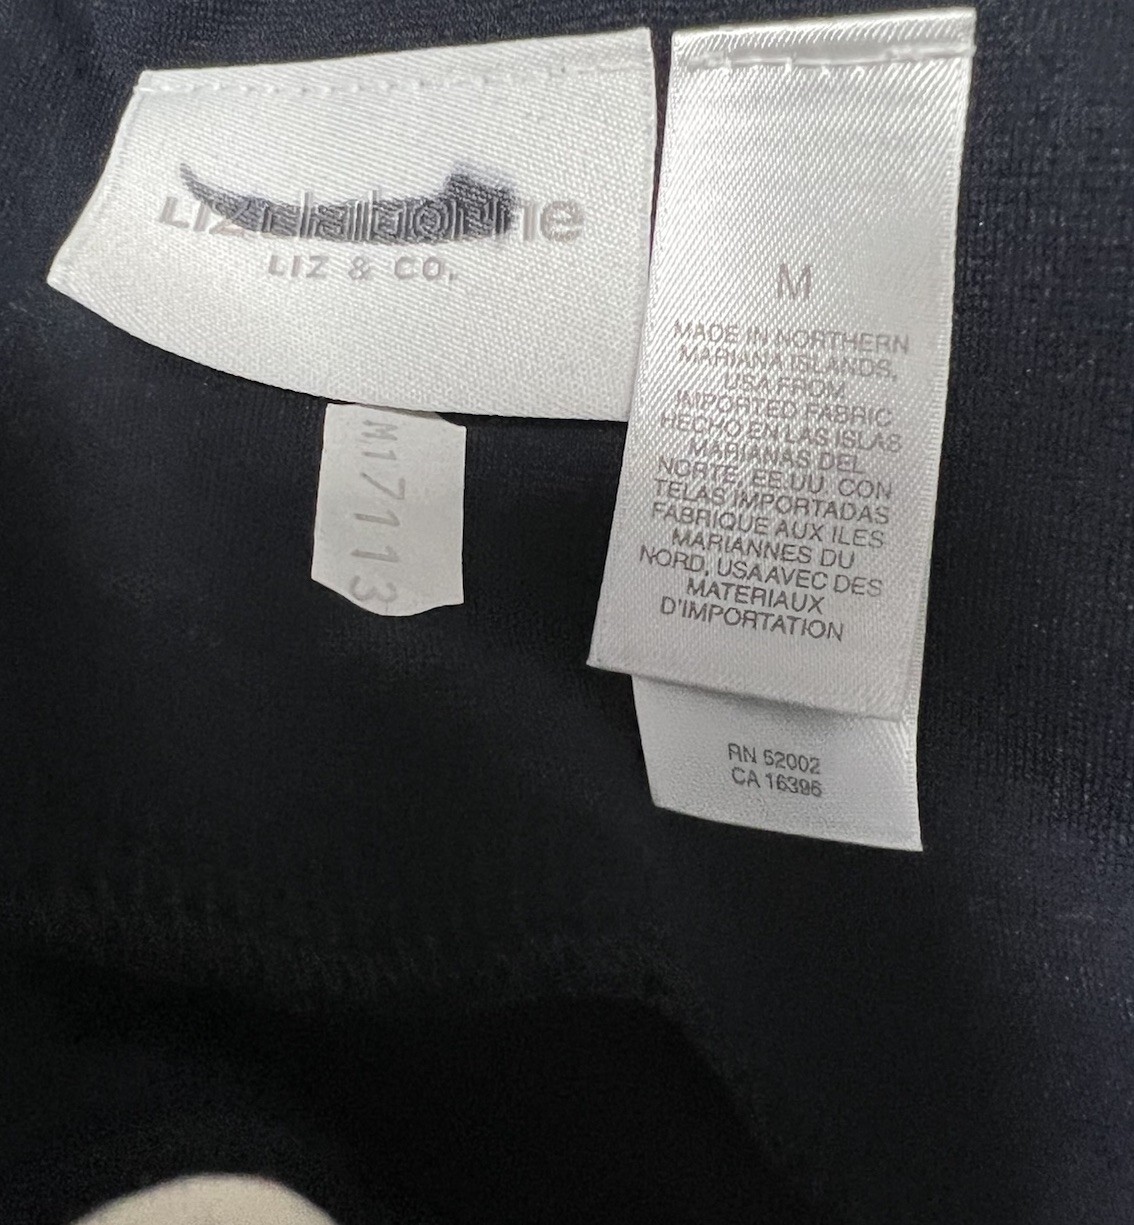 Lizclaiborne
LIZ & CO.
M
MADE IN NORTHERN
MARIANA ISLANDS,
USA FROM
IMPORTED FABRIC
HECHO EN LAS ISLAS
MARIANAS DEL
NORTE, EE.UU. CON
TELAS IMPORTADAS
FABRIQUE AUX ILES
MARIANNES DU
NORD, USA AVEC DES
MATERIAUX
D'IMPORTATION
RN 52002
CA 16396
M17113